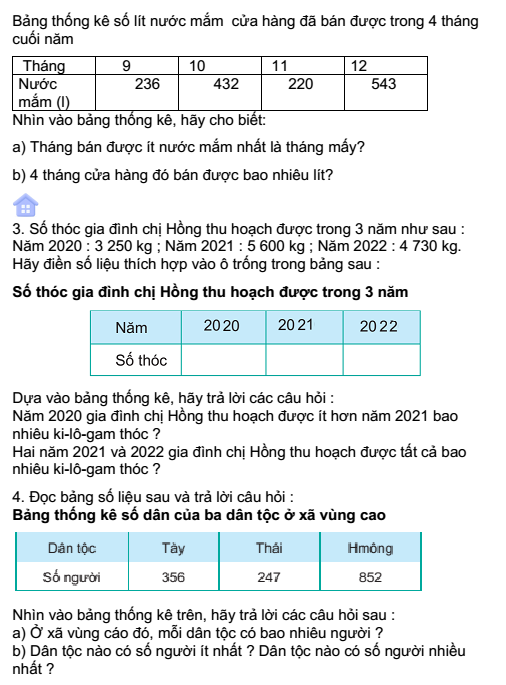 Bảng thống kê số lít nước mắm cửa hàng đã bán được trong 4 tháng
cuối năm
Tháng 9 10 11 12
Nước 236 432 220 543
mắm (l)
Nhìn vào bảng thống kê, hãy cho biết:
a) Tháng bán được ít nước mắm nhất là tháng mấy?
b) 4 tháng cửa hàng đó bán được bao nhiêu lít?
3. Số thóc gia đình chị Hồng thu hoạch được trong 3 năm như sau :
Năm 2020 : 3 250 kg ; Năm 2021 : 5 600 kg ; Năm 2022 : 4 730 kg.
Hãy điền số liệu thích hợp vào ô trống trong bảng sau :
Số thóc gia đình chị Hồng thu hoạch được trong 3 năm
Năm 2020 2021 2022
Số thóc
Dựa vào bảng thống kê, hãy trả lời các câu hỏi :
Năm 2020 gia đình chị Hồng thu hoạch được ít hơn năm 2021 bao
nhiêu ki-lô-gam thóc ?
Hai năm 2021 và 2022 gia đình chị Hồng thu hoạch được tất cả bao
nhiêu ki-lô-gam thóc ?
4. Đọc bảng số liệu sau và trả lời câu hỏi :
Bảng thống kê số dân của ba dân tộc ở xã vùng cao
Dân tộc Tày Thái Hmông
Số người 356 247 852
Nhìn vào bảng thống kê trên, hãy trả lời các câu hỏi sau :
a) Ở xã vùng cáo đó, mỗi dân tộc có bao nhiêu người ?
b) Dân tộc nào có số người ít nhất ? Dân tộc nào có số người nhiều
nhất ?